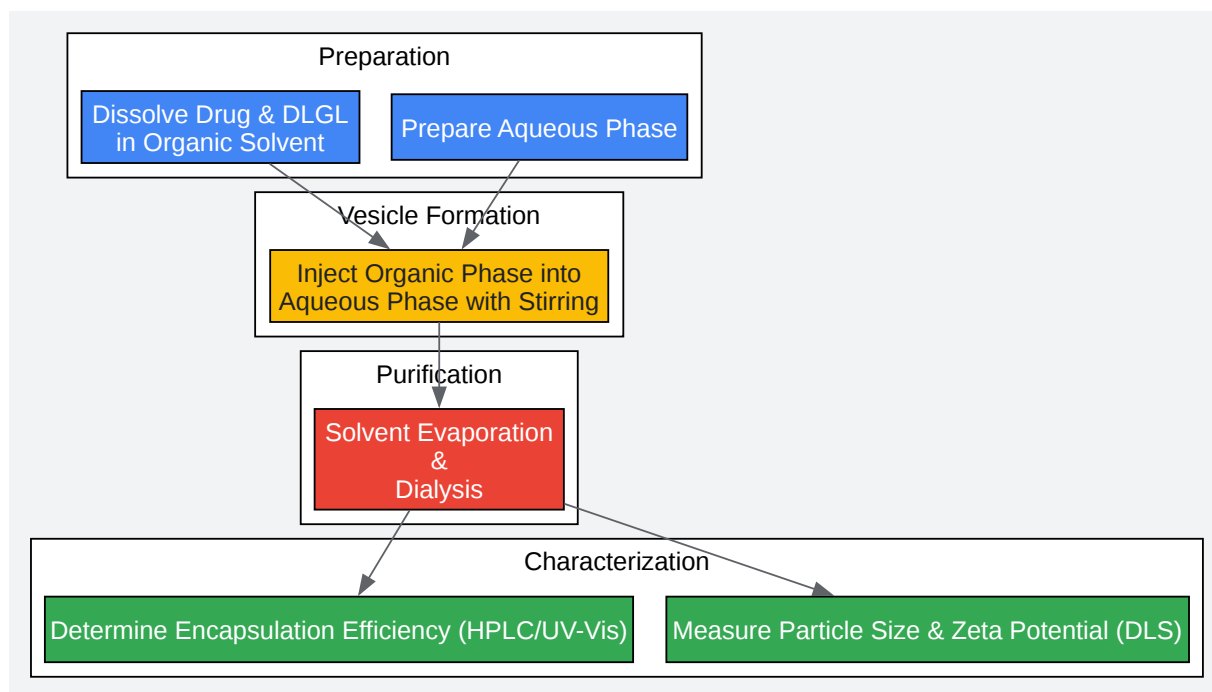 Preparation
Dissolve Drug & DLGL
in Organic Solvent
Prepare Aqueous Phase
Vesicle Formation
Inject Organic Phase into
Aqueous Phase with Stirring
Purification
Solvent Evaporation
&
Dialysis
Characterization
Determine Encapsulation Efficiency (HPLC/UV-Vis)
Measure Particle Size & Zeta Potential (DLS)